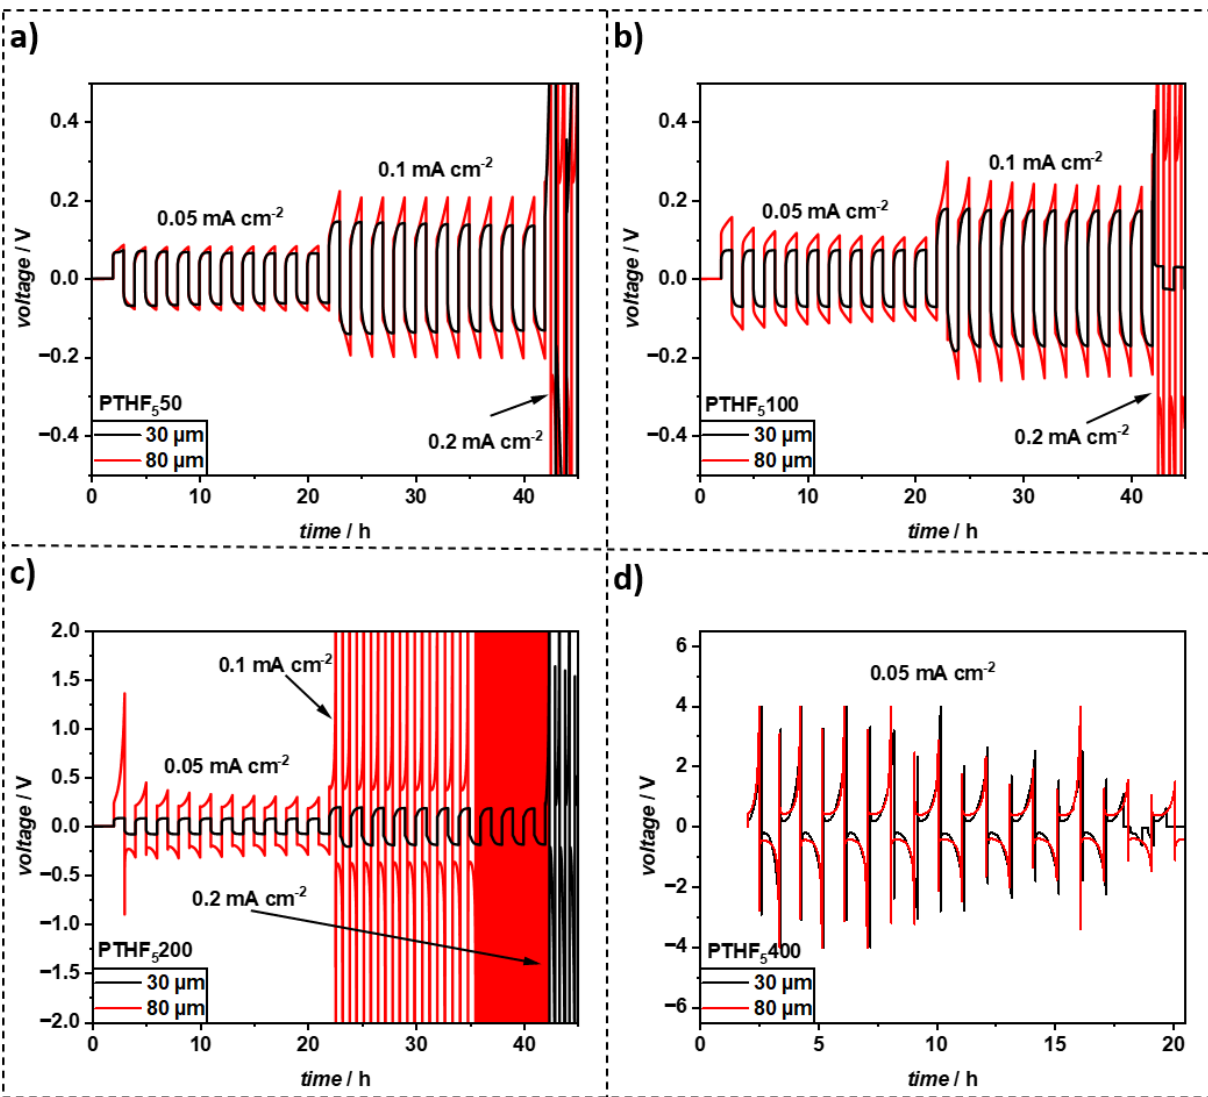 a)
0.4
0.2
0.0
−0.2
−0.4
voltage / V
0.05 mA cm-2
0.1 mA cm-2
0.2 mA cm-2
PTHF550
30 µm
80 µm
0 10 20 30 40
time / h
b)
0.4
0.2
0.0
−0.2
−0.4
voltage / V
0.05 mA cm-2
0.1 mA cm-2
0.2 mA cm-2
PTHF5100
30 µm
80 µm
0 10 20 30 40
time / h
c)
2.0
1.5
1.0
0.5
0.0
−0.5
−1.0
−1.5
−2.0
voltage / V
0.1 mA cm-2
0.05 mA cm-2
0.2 mA cm-2
PTHF5200
30 µm
80 µm
0 10 20 30 40
time / h
d)
6
4
2
0
−2
−4
−6
voltage / V
0.05 mA cm-2
PTHF5400
30 µm
80 µm
0 5 10 15 20
time / h